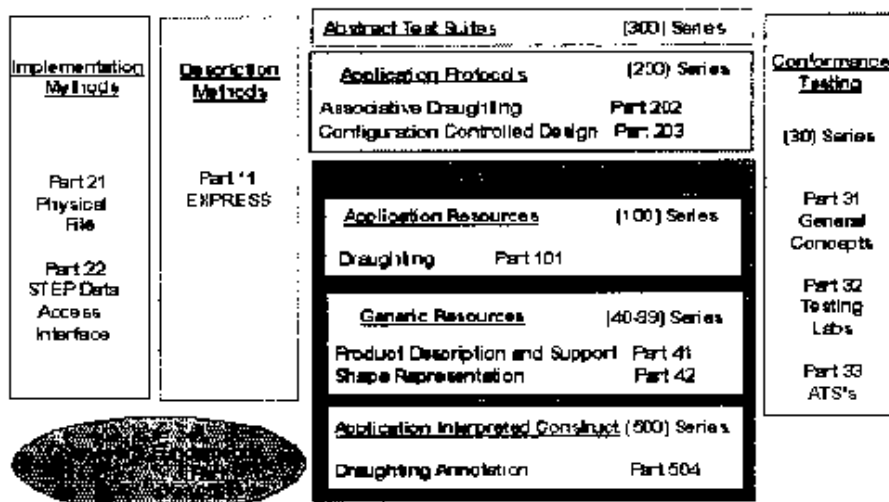 Implementation
Methods
Part 21
Physical
File
Part 22
STEP Data
Access
Interface
Description
Methods
Part 11
EXPRESS
Abstract Test Suites (300) Series
Application Protocols (200) Series
Associative Draughting Part 202
Configuration Controlled Design Part 203
Application Resources (100) Series
Draughting Part 101
Generic Resources (40-99) Series
Product Description and Support Part 41
Shape Representation Part 42
Application Interpreted Construct (500) Series
Draughting Annotation Part 504
Conformance
Testing
(30) Series
Part 31
General
Concepts
Part 32
Testing
Labs
Part 33
ATS's